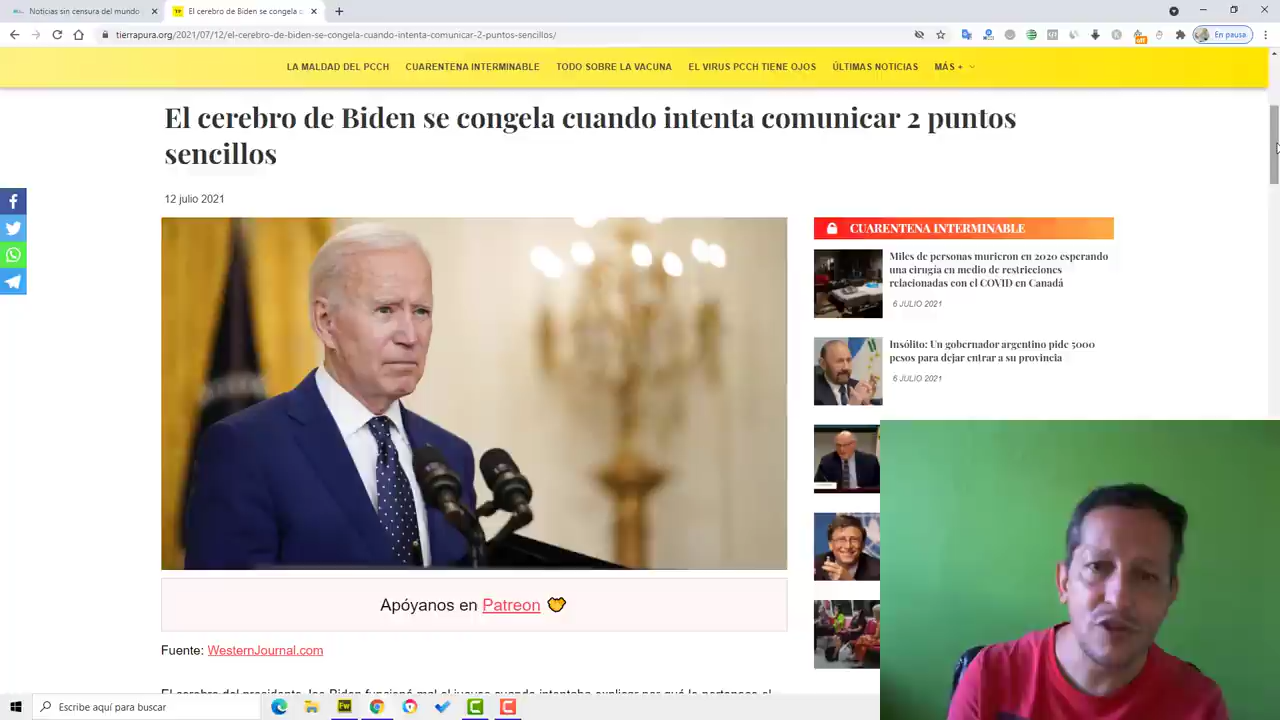 Noticias sin censura del mundo
El cerebro de Biden se congela c
tierrapura.org/2021/07/12/el-cerebro-de-biden-se-congela-cuando-intenta-comunicar-2-puntos-sencillos/
off
En pausa
LA MALDAD DEL PCCH CUARENTENA INTERMINABLE TODO SOBRE LA VACUNA EL VIRUS PCCH TIENE OJOS ÚLTIMAS NOTICIAS MÁS +
El cerebro de Biden se congela cuando intenta comunicar 2 puntos
sencillos
12 julio 2021
CUARENTENA INTERMINABLE
Miles de personas murieron en 2020 esperando
una cirugía en medio de restricciones
relacionadas con el COVID en Canadá
6 JULIO 2021
Insólito: Un gobernador argentino pide 5000
pesos para dejar entrar a su provincia
6 JULIO 2021
Apóyanos en Patreon
Fuente: WesternJournal.com
El cerebro del presidente Joe Biden funcionó mal el jueves cuando intentaba explicar por qué le pertenece al
Escribe aquí para buscar
Fw